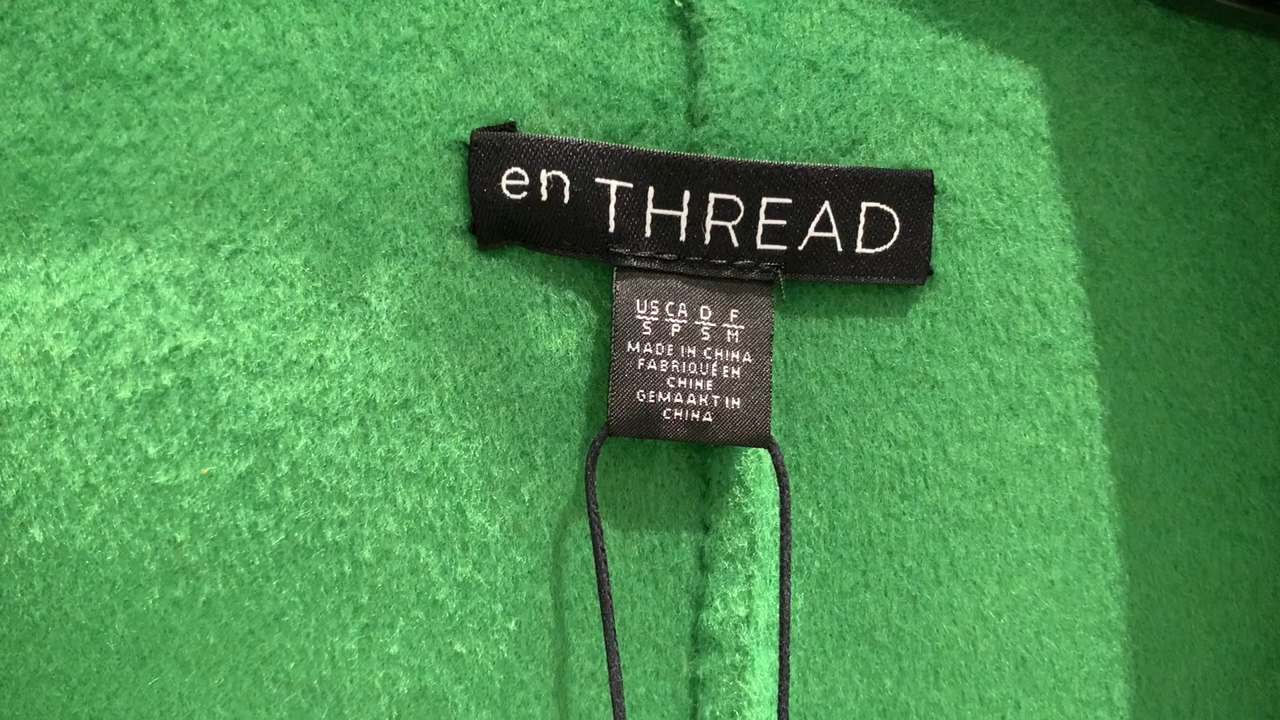 en THREAD
US CA D F
S P S M
MADE IN CHINA
FABRIQUÉ EN
CHINE
GEMAAKT IN
CHINA